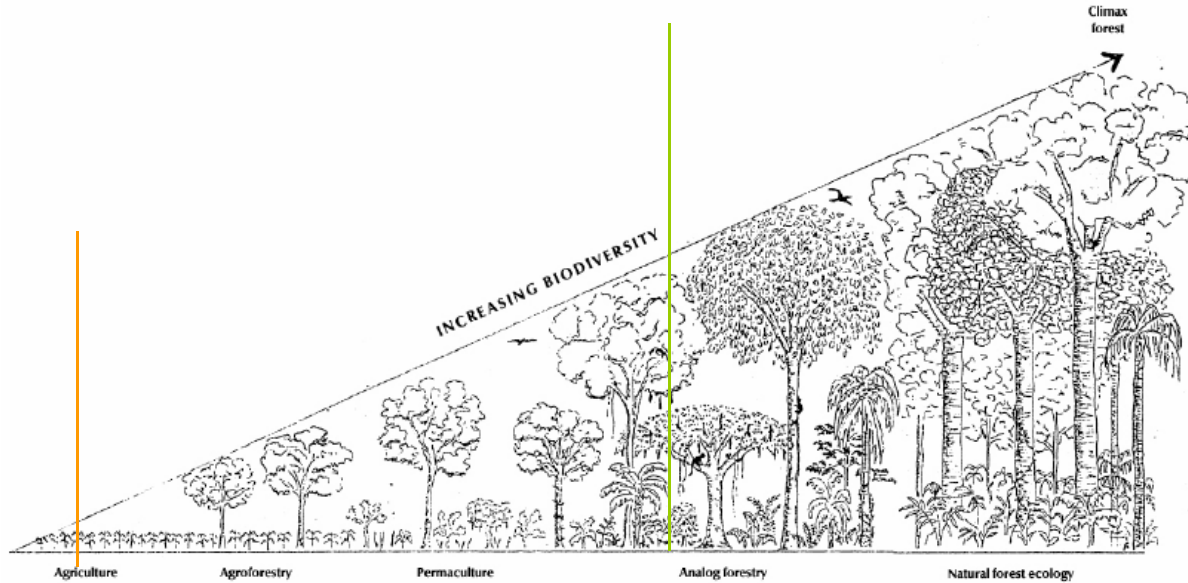 Climax
forest
INCREASING BIODIVERSITY
Agriculture
Agroforestry
Permaculture
Analog forestry
Natural forest ecology